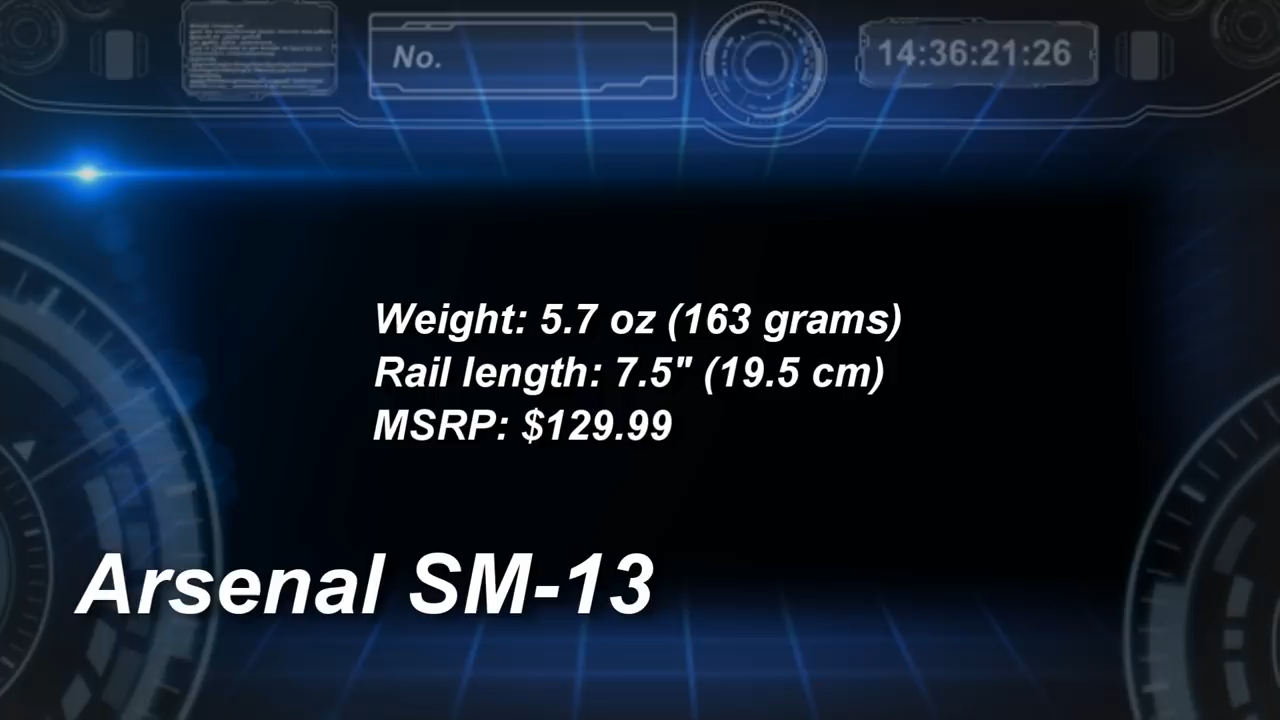 No.
14:36:21:26
Weight: 5.7 oz (163 grams)
Rail length: 7.5" (19.5 cm)
MSRP: $129.99
Arsenal SM-13